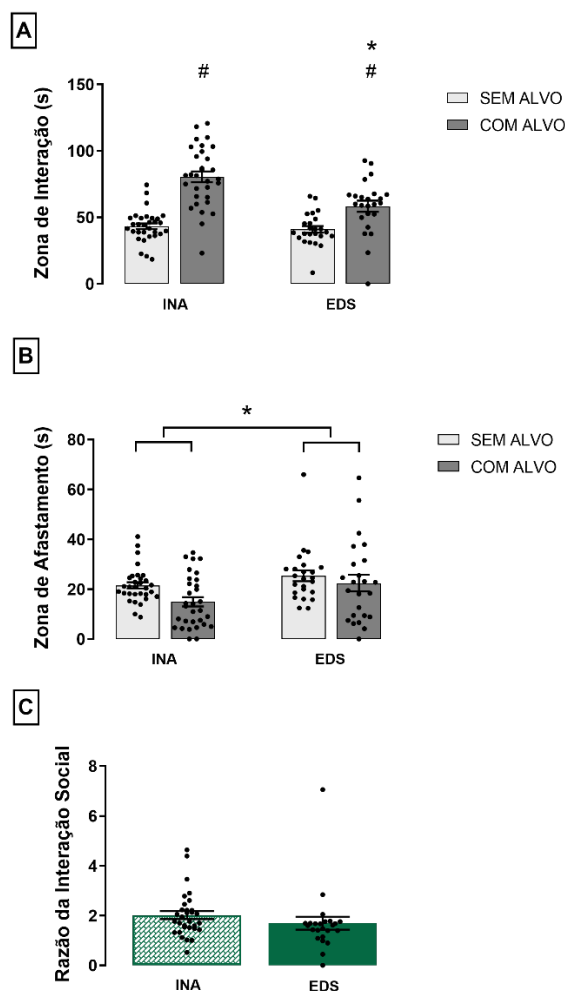 A
*
# #
150
100
50
0
Zona de Interação (s)
INA EDS
SEM ALVO
COM ALVO
B
*
80
60
40
20
0
Zona de Afastamento (s)
INA EDS
SEM ALVO
COM ALVO
C
8
6
4
2
0
Razão da Interação Social
INA EDS